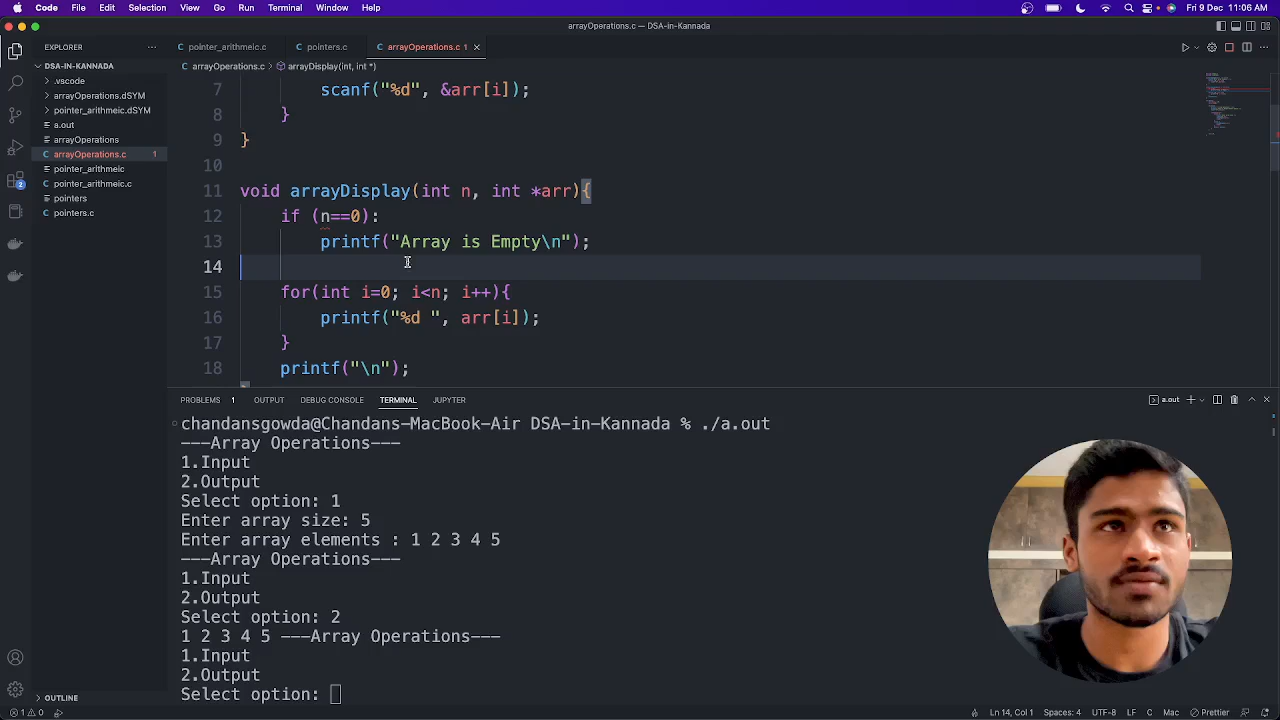 Code File Edit Selection View Go Run Terminal Window Help Fri 9 Dec 11:06 AM
arrayOperations.c — DSA-in-Kannada
EXPLORER ··· pointer_arithmeic.c pointers.c arrayOperations.c 1
DSA-IN-KANNADA
arrayOperations.c > arrayDisplay(int, int *)
.vscode
arrayOperations.dSYM
pointer_arithmeic.dSYM
a.out
arrayOperations
arrayOperations.c 1
pointer_arithmeic
pointer_arithmeic.c
pointers
pointers.c
2
7 scanf("%d", &arr[i]);
8 }
9 }
10
11 void arrayDisplay(int n, int *arr){
12 if (n==0):
13 printf("Array is Empty\n");
14
15 for(int i=0; i<n; i++){
16 printf("%d ", arr[i]);
17 }
18 printf("\n");
PROBLEMS 1 OUTPUT DEBUG CONSOLE TERMINAL JUPYTER a.out
chandansgowda@Chandans-MacBook-Air DSA-in-Kannada % ./a.out
---Array Operations---
1.Input
2.Output
Select option: 1
Enter array size: 5
Enter array elements : 1 2 3 4 5
---Array Operations---
1.Input
2.Output
Select option: 2
1 2 3 4 5 ---Array Operations---
1.Input
2.Output
Select option:
OUTLINE
1 0 Ln 14, Col 1 Spaces: 4 UTF-8 LF C Mac Prettier